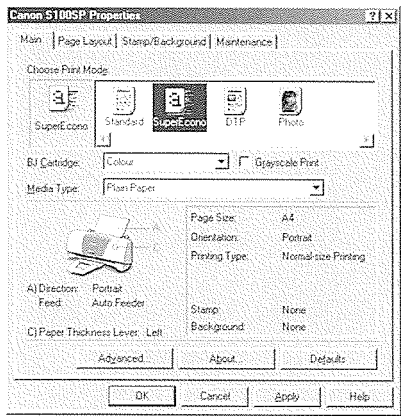 Canon S100SP Properties
Main Page Layout Stamp/Background Maintenance
Choose Print Mode
SuperEcono
Standard SuperEcono DTP Photo
BJ Cartridge: Colour Grayscale Print
Media Type: Plain Paper
A
C
Page Size: A4
Orientation: Portrait
Printing Type: Normal-size Printing
A) Direction: Portrait
Feed: Auto Feeder
Stamp: None
Background: None
C) Paper Thickness Lever: Left
Advanced... About... Defaults
OK Cancel Apply Help